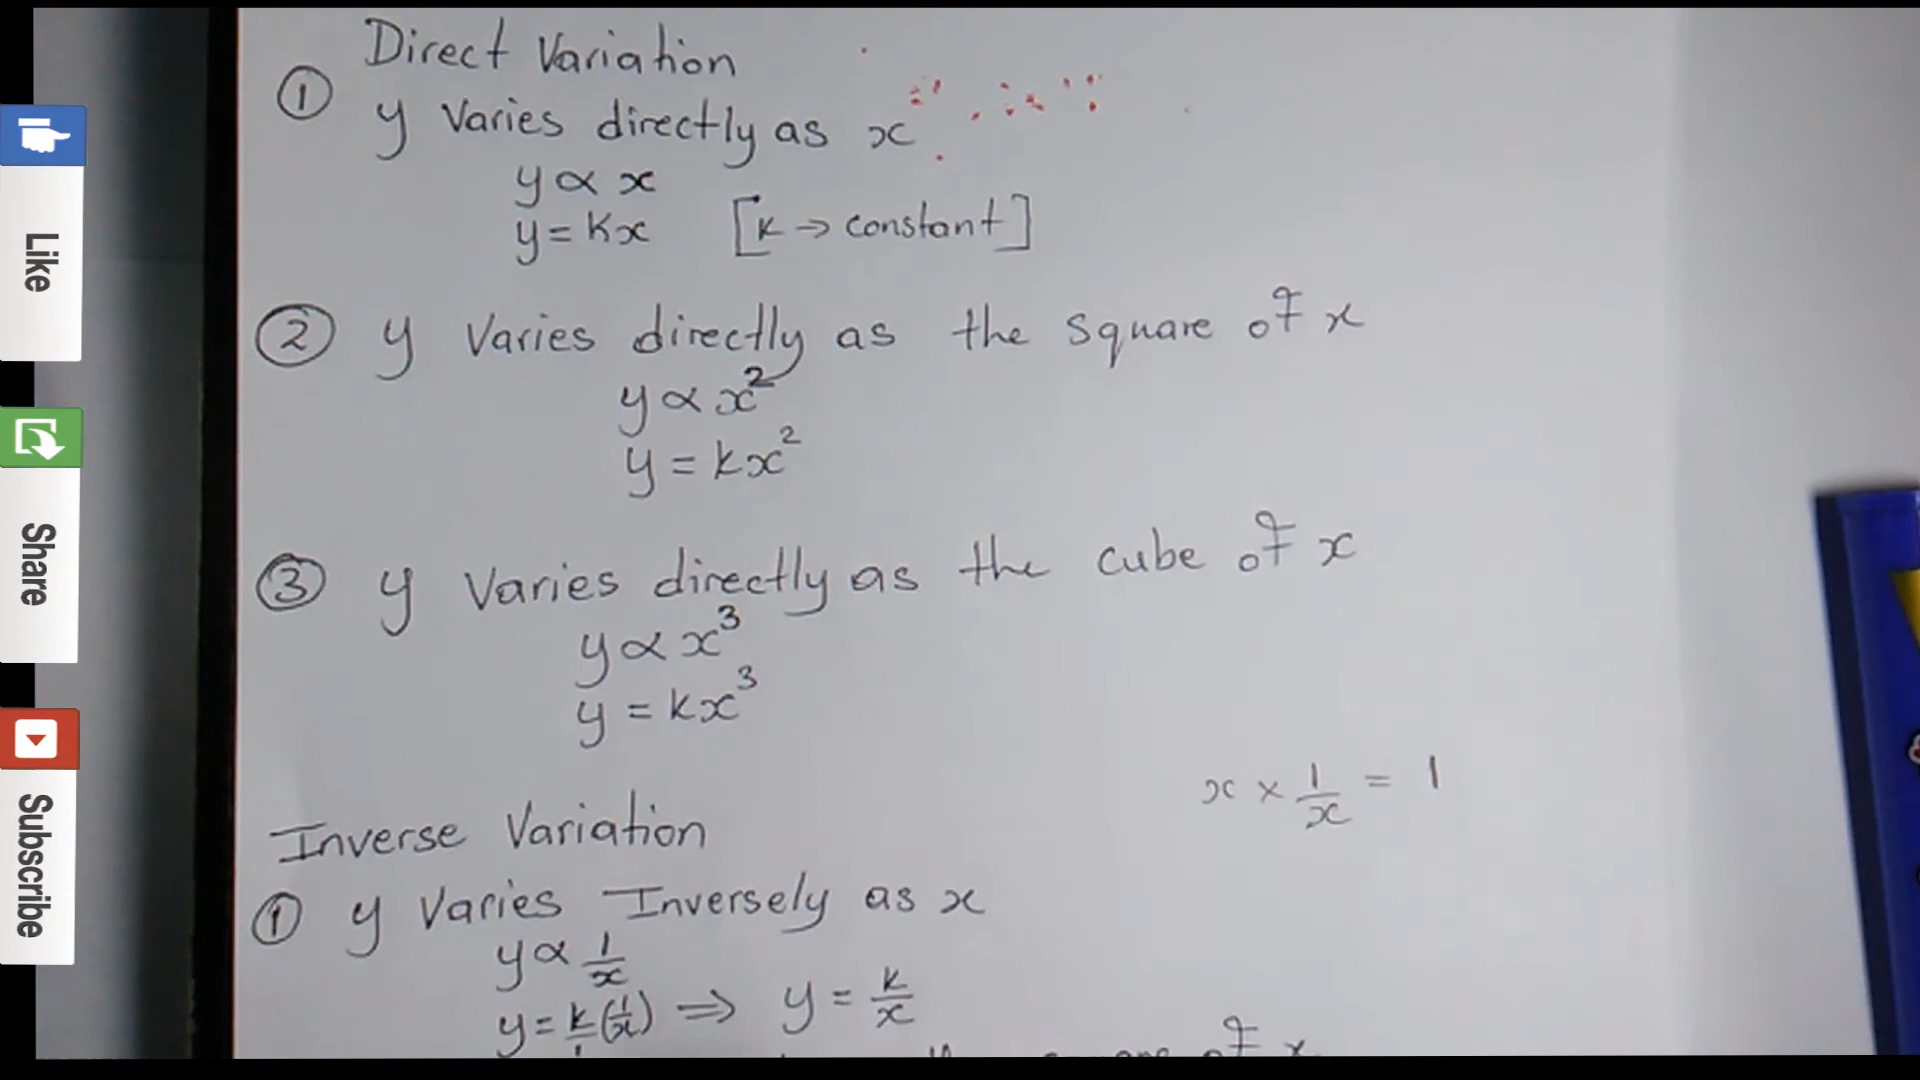 Direct Variation
① y varies directly as x
y ∝ x
y = kx [k → constant]
② y varies directly as the square of x
y ∝ x²
y = kx²
③ y varies directly as the cube of x
y ∝ x³
y = kx³
x × 1/x = 1
Inverse Variation
① y varies Inversely as x
y ∝ 1/x
y = k/1 (1/x) ⇒ y = k/x
of x
Like
Share
Subscribe